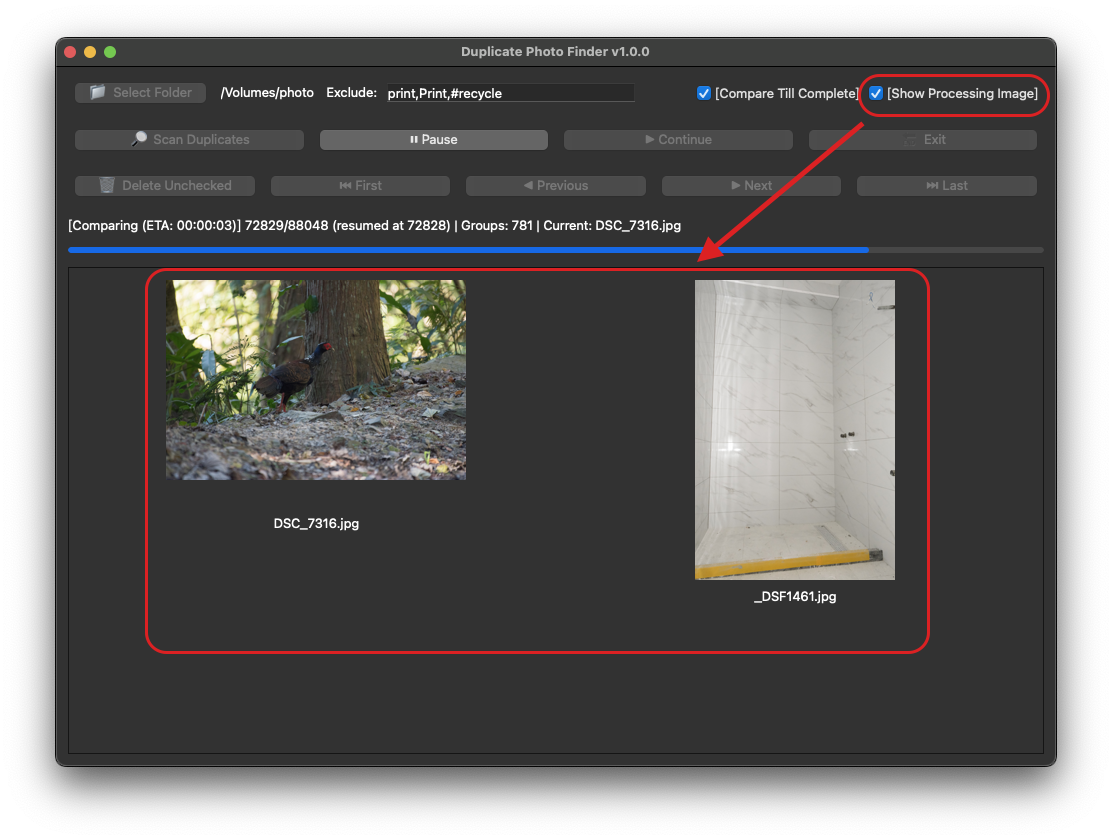 Duplicate Photo Finder v1.0.0
Select Folder /Volumes/photo Exclude: print,Print,#recycle [Compare Till Complete] [Show Processing Image]
Scan Duplicates Pause Continue Exit
Delete Unchecked First Previous Next Last
[Comparing (ETA: 00:00:03)] 72829/88048 (resumed at 72828) | Groups: 781 | Current: DSC_7316.jpg
DSC_7316.jpg
_DSF1461.jpg